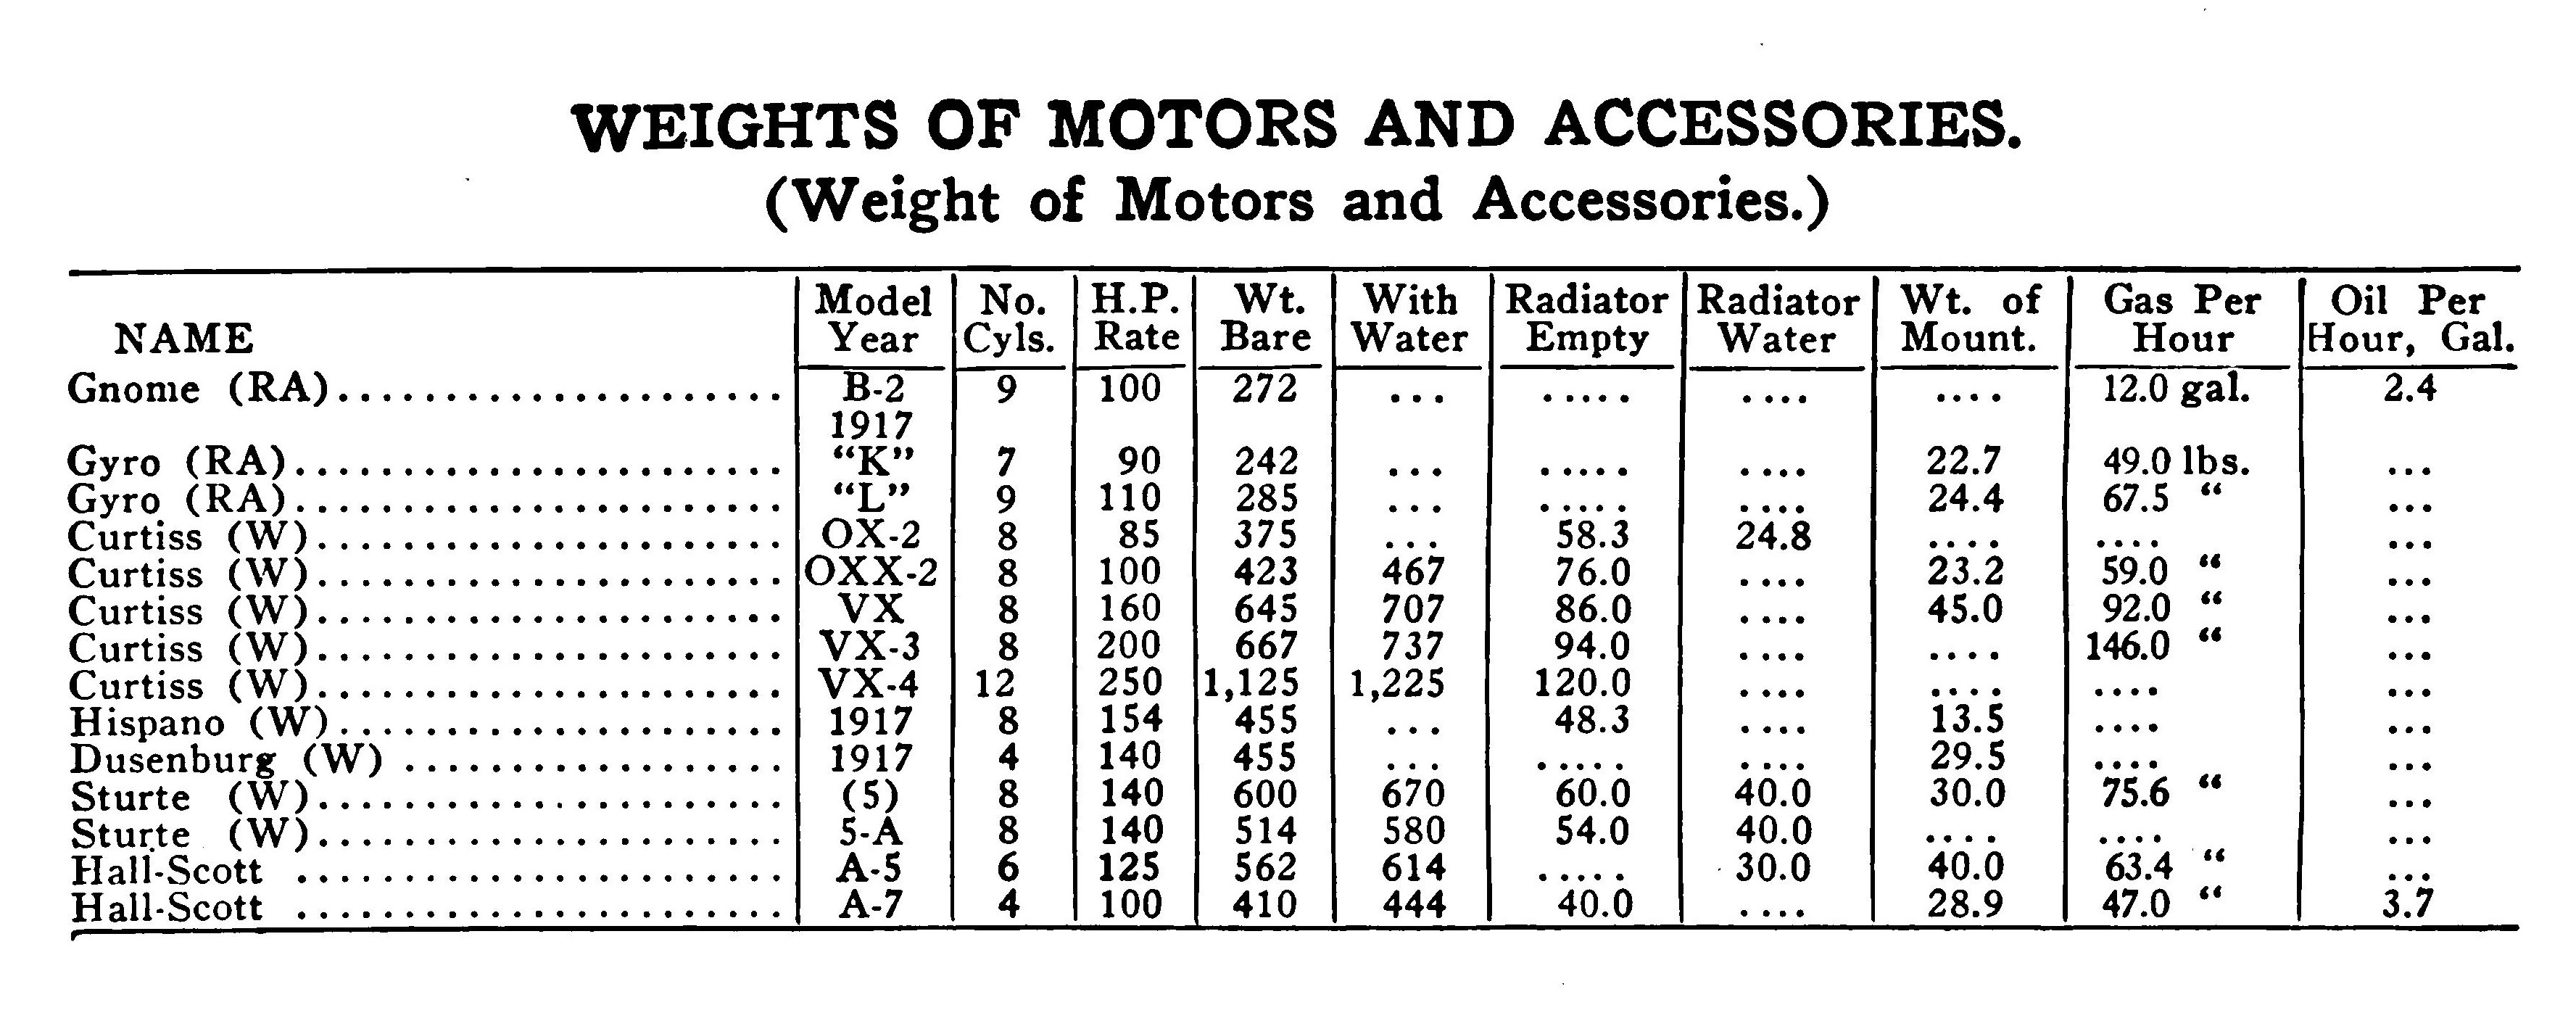 WEIGHTS OF MOTORS AND ACCESSORIES.
(Weight of Motors and Accessories.)
NAME Model Year No. Cyls. H.P. Rate Wt. Bare With Water Radiator Empty Radiator Water Wt. of Mount. Gas Per Hour Oil Per Hour, Gal.
Gnome (RA)...................... B-2 9 100 272 ... ..... .... .... 12.0 gal. 2.4
1917
Gyro (RA)........................ "K" 7 90 242 ... ..... .... 22.7 49.0 lbs. ...
Gyro (RA)........................ "L" 9 110 285 ... ..... .... 24.4 67.5 “ ...
Curtiss (W)....................... OX-2 8 85 375 ... 58.3 24.8 .... .... ...
Curtiss (W)....................... OXX-2 8 100 423 467 76.0 .... 23.2 59.0 “ ...
Curtiss (W)....................... VX 8 160 645 707 86.0 .... 45.0 92.0 “ ...
Curtiss (W)....................... VX-3 8 200 667 737 94.0 .... .... 146.0 “ ...
Curtiss (W)....................... VX-4 12 250 1,125 1,225 120.0 .... .... .... ...
Hispano (W)...................... 1917 8 154 455 ... 48.3 .... 13.5 .... ...
Dusenburg (W) ................... 1917 4 140 455 ... ..... .... 29.5 .... ...
Sturte (W)....................... (5) 8 140 600 670 60.0 40.0 30.0 75.6 “ ...
Sturte (W)....................... 5-A 8 140 514 580 54.0 40.0 .... .... ...
Hall-Scott ........................ A-5 6 125 562 614 ..... 30.0 40.0 63.4 “ ...
Hall-Scott ........................ A-7 4 100 410 444 40.0 .... 28.9 47.0 “ 3.7